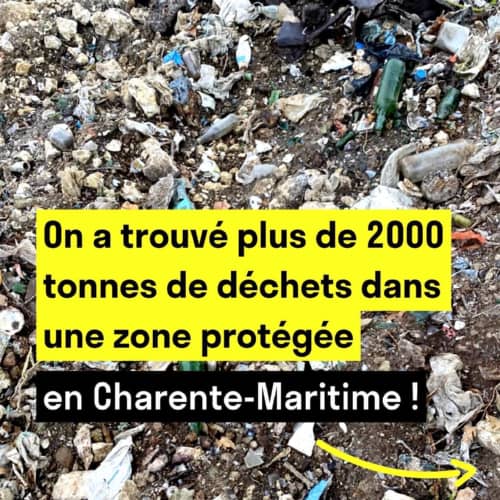 On a trouvé plus de 2000
tonnes de déchets dans
une zone protégée
en Charente-Maritime !